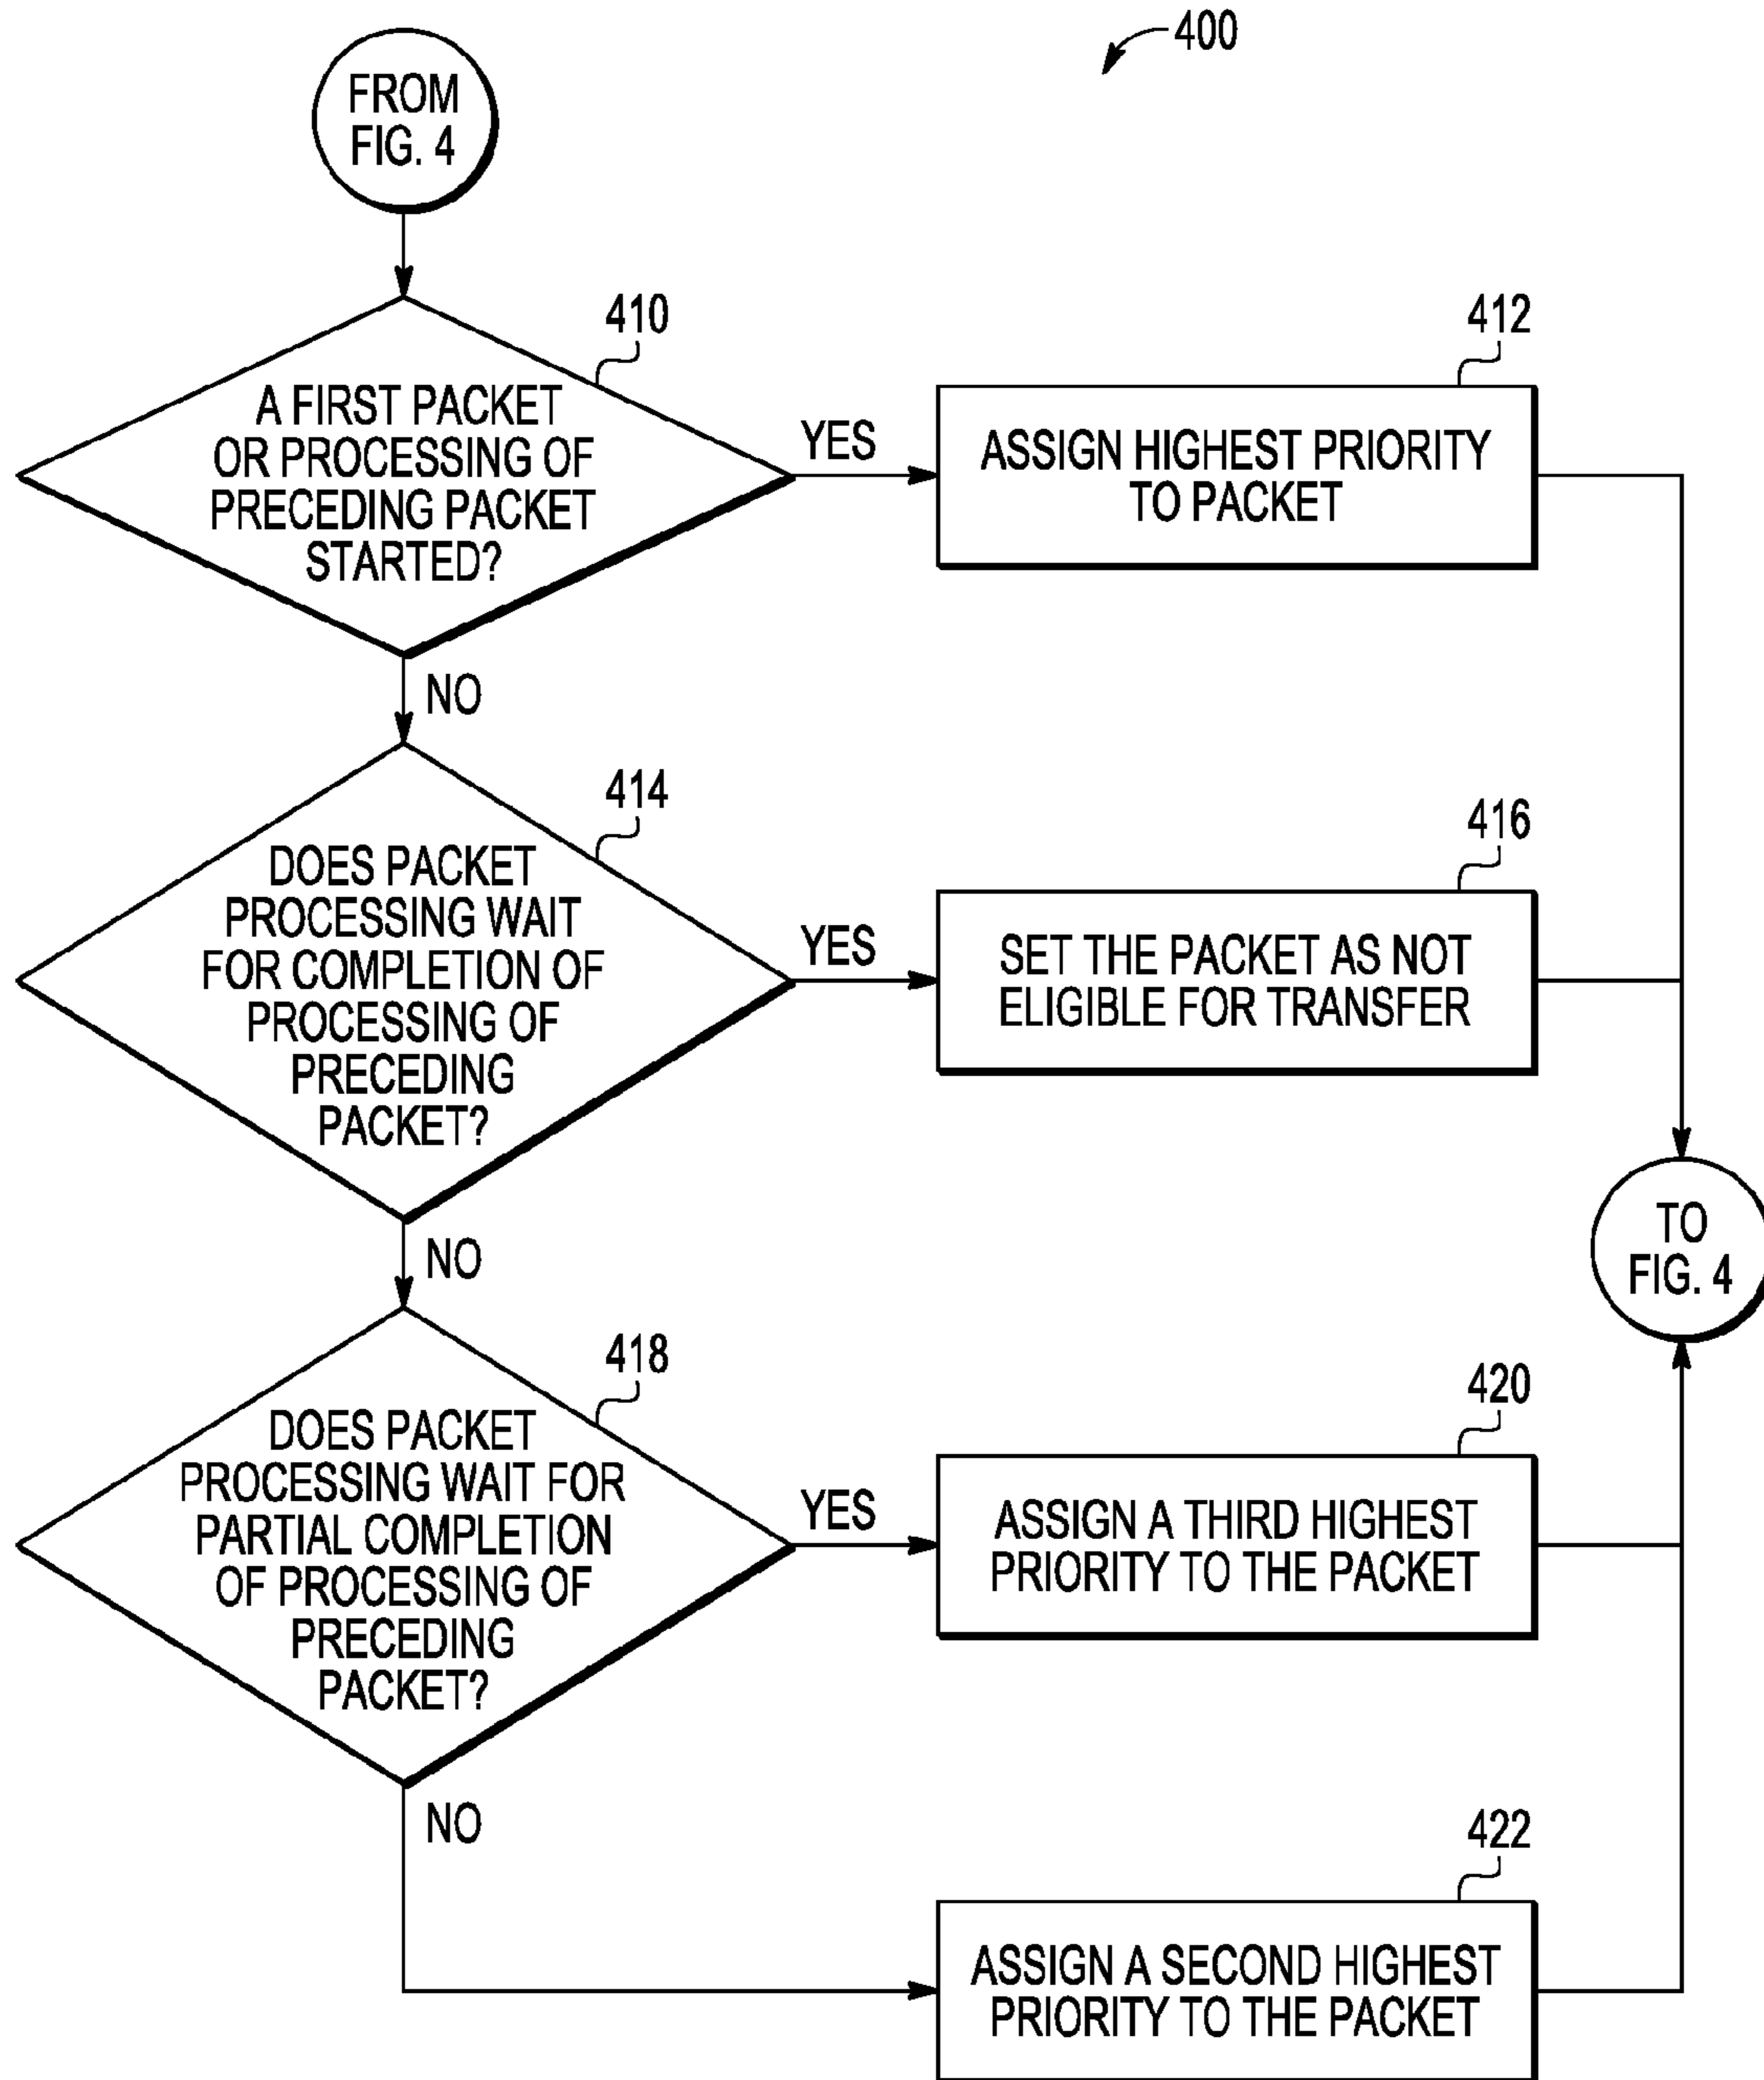 400
FROM
FIG. 4
410
A FIRST PACKET
OR PROCESSING OF
PRECEDING PACKET
STARTED?
YES
412
ASSIGN HIGHEST PRIORITY
TO PACKET
NO
414
DOES PACKET
PROCESSING WAIT
FOR COMPLETION OF
PROCESSING OF
PRECEDING
PACKET?
YES
416
SET THE PACKET AS NOT
ELIGIBLE FOR TRANSFER
NO
TO
FIG. 4
418
DOES PACKET
PROCESSING WAIT FOR
PARTIAL COMPLETION
OF PROCESSING OF
PRECEDING
PACKET?
YES
420
ASSIGN A THIRD HIGHEST
PRIORITY TO THE PACKET
NO
422
ASSIGN A SECOND HIGHEST
PRIORITY TO THE PACKET